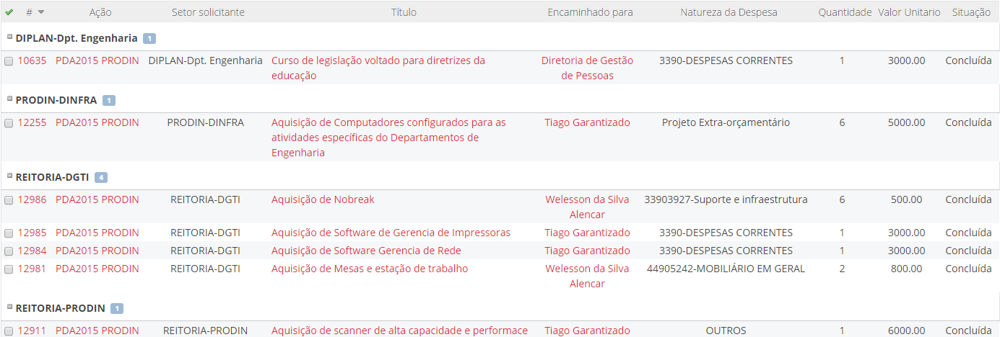 # Ação Setor solicitante Título Encaminhado para Natureza da Despesa Quantidade Valor Unitario Situação
DIPLAN-Dpt. Engenharia 1
10635 PDA2015 PRODIN DIPLAN-Dpt. Engenharia Curso de legislação voltado para diretrizes da Diretoria de Gestão 3390-DESPESAS CORRENTES 1 3000.00 Concluída
educação de Pessoas
PRODIN-DINFRA 1
12255 PDA2015 PRODIN PRODIN-DINFRA Aquisição de Computadores configurados para as Tiago Garantizado Projeto Extra-orçamentário 6 5000.00 Concluída
atividades específicas do Departamentos de
Engenharia
REITORIA-DGTI 4
12986 PDA2015 PRODIN REITORIA-DGTI Aquisição de Nobreak Welesson da Silva 33903927-Suporte e infraestrutura 6 500.00 Concluída
Alencar
12985 PDA2015 PRODIN REITORIA-DGTI Aquisição de Software de Gerencia de Impressoras Tiago Garantizado 3390-DESPESAS CORRENTES 1 3000.00 Concluída
12984 PDA2015 PRODIN REITORIA-DGTI Aquisição de Software Gerencia de Rede Tiago Garantizado 3390-DESPESAS CORRENTES 1 3000.00 Concluída
12981 PDA2015 PRODIN REITORIA-DGTI Aquisição de Mesas e estação de trabalho Welesson da Silva 44905242-MOBILIÁRIO EM GERAL 2 800.00 Concluída
Alencar
REITORIA-PRODIN 1
12911 PDA2015 PRODIN REITORIA-PRODIN Aquisição de scanner de alta capacidade e performace Tiago Garantizado OUTROS 1 6000.00 Concluída